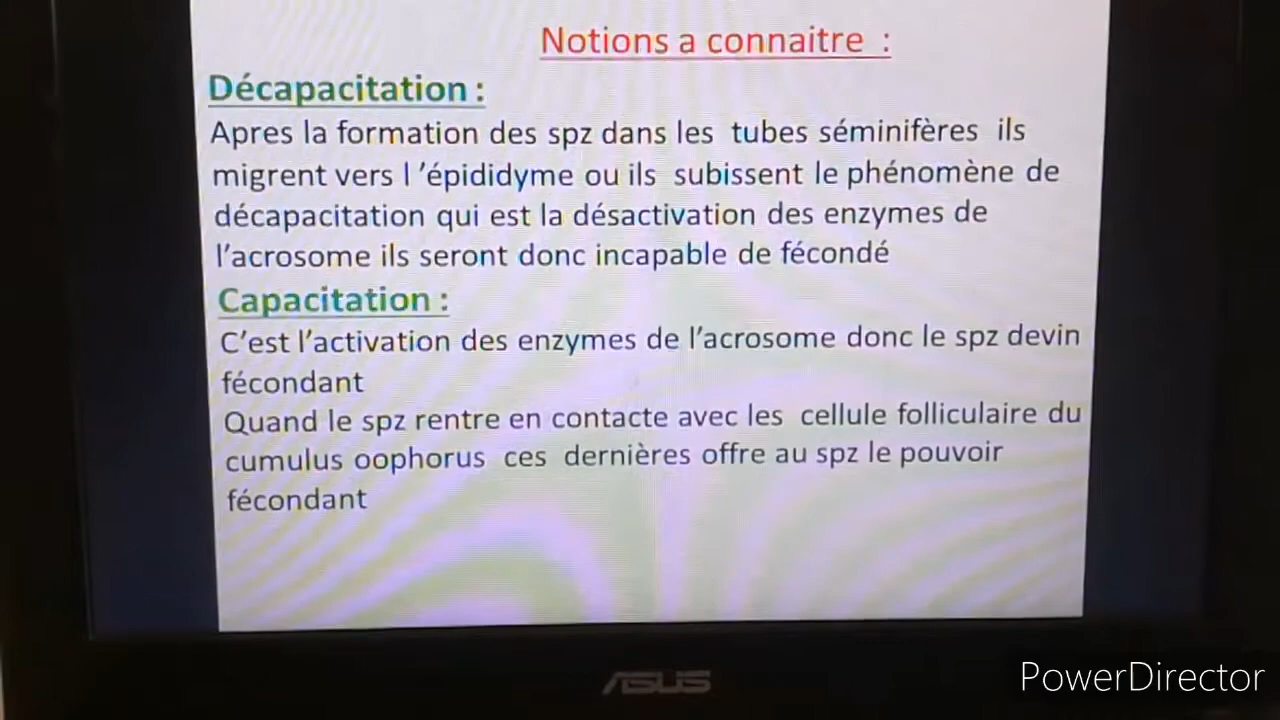 Notions a connaitre :
Décapacitation :
Apres la formation des spz dans les tubes séminifères ils
migrent vers l ’épididyme ou ils subissent le phénomène de
décapacitation qui est la désactivation des enzymes de
l’acrosome ils seront donc incapable de fécondé
Capacitation :
C’est l’activation des enzymes de l’acrosome donc le spz devin
fécondant
Quand le spz rentre en contacte avec les cellule folliculaire du
cumulus oophorus ces dernières offre au spz le pouvoir
fécondant
ASUS
PowerDirector